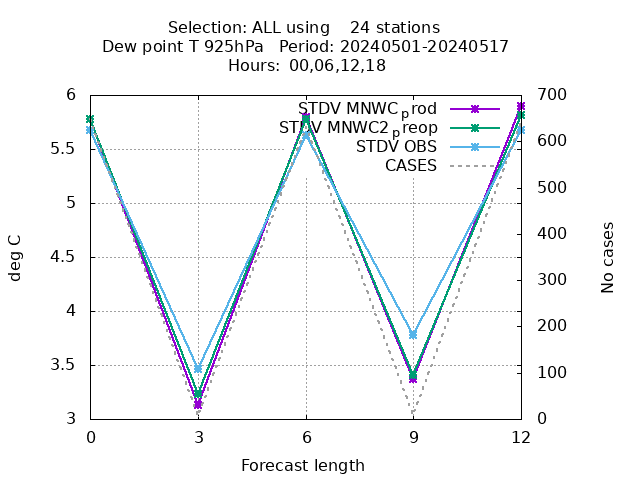 Selection: ALL using 24 stations
Dew point T 925hPa Period: 20240501-20240517
Hours: 00,06,12,18
STDV MNWCprod
STDV MNWC2preop
STDV OBS
CASES
6
5.5
5
4.5
4
3.5
3
deg C
700
600
500
400
300
200
100
0
No cases
0 3 6 9 12
Forecast length